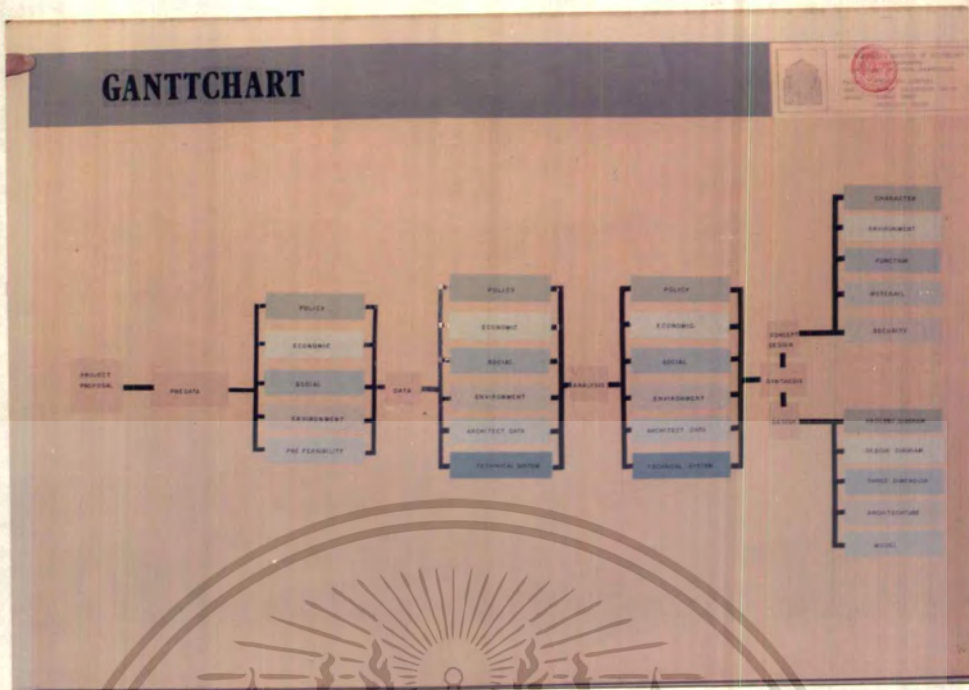 GANTTCHART
PROJECT
PROPOSAL
PRE DATA
POLICY
ECONOMIC
SOCIAL
ENVIRONMENT
PRE FEASIBILITY
DATA
POLICY
ECONOMIC
SOCIAL
ENVIRONMENT
ARCHITECT DATA
TECHNICAL SYSTEM
ANALYSIS
POLICY
ECONOMIC
SOCIAL
ENVIRONMENT
ARCHITECT DATA
TECHNICAL SYSTEM
CONCEPT
DESIGN
SYNTHESIS
DESIGN
CHARACTER
ENVIRONMENT
FUNCTION
SECURITY
DESIGN DIAGRAM
THREE DIMENSION
ARCHITECTURE
MODEL